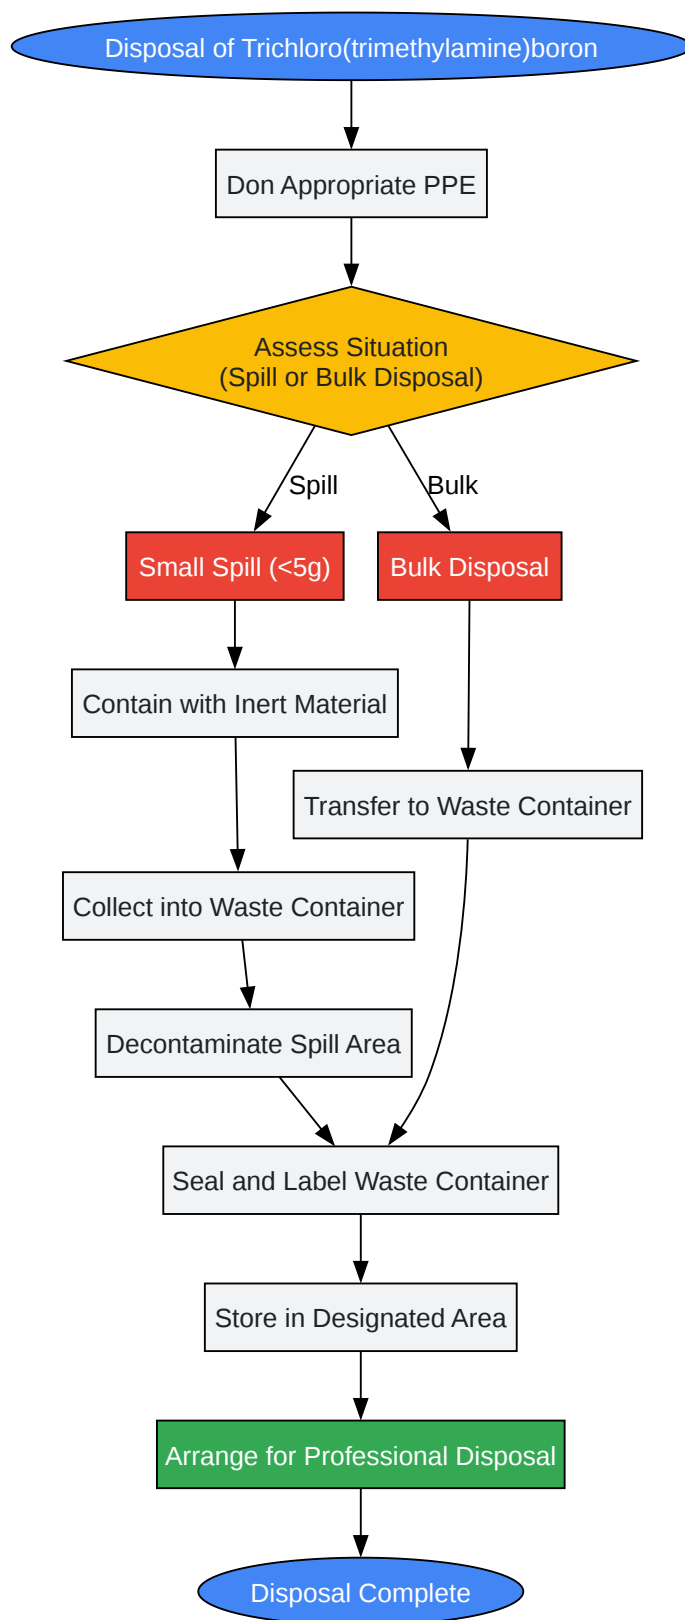 Disposal of Trichloro(trimethylamine)boron
Don Appropriate PPE
Assess Situation
(Spill or Bulk Disposal)
Spill
Bulk
Small Spill (<5g)
Bulk Disposal
Contain with Inert Material
Transfer to Waste Container
Collect into Waste Container
Decontaminate Spill Area
Seal and Label Waste Container
Store in Designated Area
Arrange for Professional Disposal
Disposal Complete